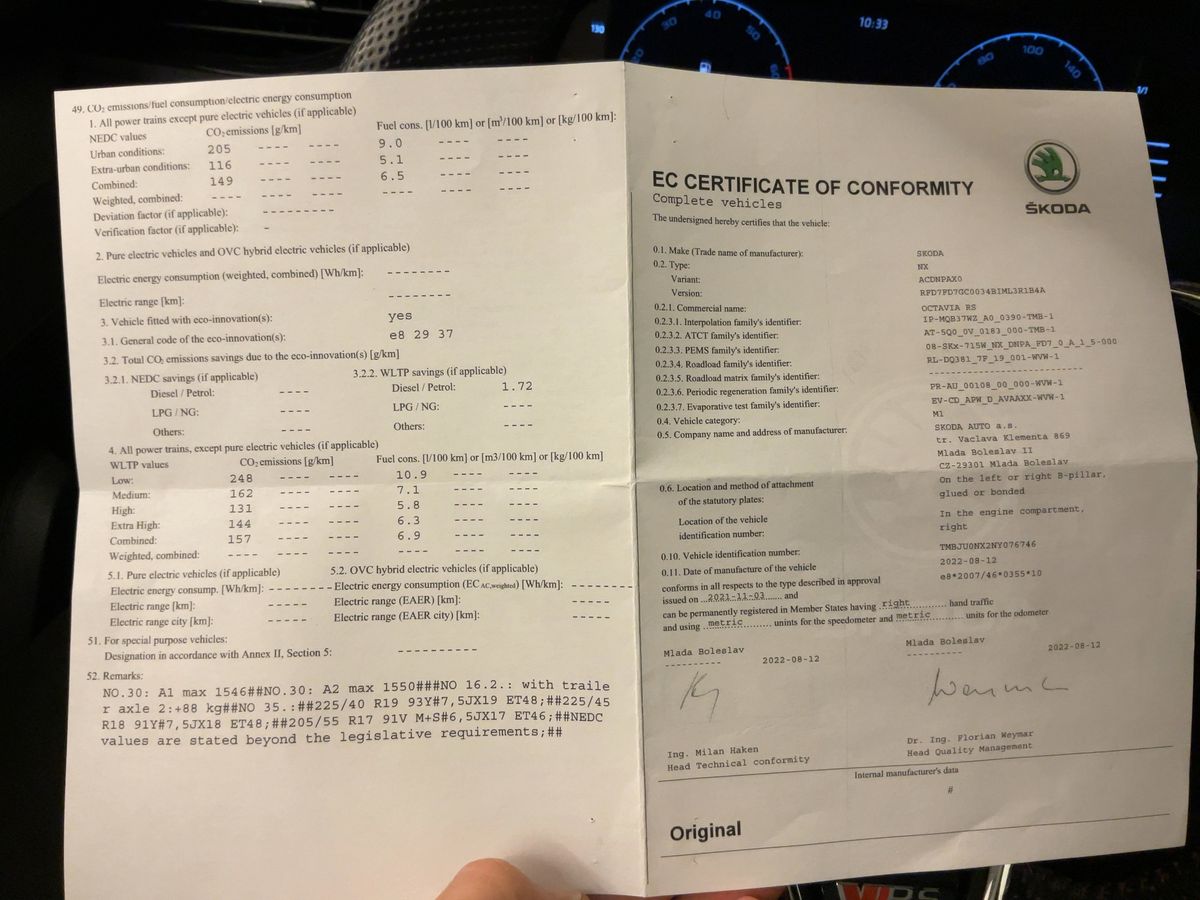 130
30
40
50
60
10:33
80
100
140
1/1
49. CO₂ emissions/fuel consumption/electric energy consumption
1. All power trains except pure electric vehicles (if applicable)
NEDC values CO₂ emissions [g/km] Fuel cons. [l/100 km] or [m³/100 km] or [kg/100 km]:
Urban conditions: 205 ---- ---- 9.0 ---- ----
Extra-urban conditions: 116 ---- ---- 5.1 ---- ----
Combined: 149 ---- ---- 6.5 ---- ----
Weighted, combined: ---- ---- ---- ---- ---- ----
Deviation factor (if applicable): ---------
Verification factor (if applicable): -
2. Pure electric vehicles and OVC hybrid electric vehicles (if applicable)
Electric energy consumption (weighted, combined) [Wh/km]: --------
Electric range [km]: --------
3. Vehicle fitted with eco-innovation(s): yes
3.1. General code of the eco-innovation(s): e8 29 37
3.2. Total CO₂ emissions savings due to the eco-innovation(s) [g/km]
3.2.1. NEDC savings (if applicable) 3.2.2. WLTP savings (if applicable)
Diesel / Petrol: ---- Diesel / Petrol: 1.72
LPG / NG: ---- LPG / NG: ----
Others: ---- Others: ----
4. All power trains, except pure electric vehicles (if applicable)
WLTP values CO₂ emissions [g/km] Fuel cons. [l/100 km] or [m3/100 km] or [kg/100 km]
Low: 248 ---- ---- 10.9 ---- ----
Medium: 162 ---- ---- 7.1 ---- ----
High: 131 ---- ---- 5.8 ---- ----
Extra High: 144 ---- ---- 6.3 ---- ----
Combined: 157 ---- ---- 6.9 ---- ----
Weighted, combined: ---- ---- ---- ---- ---- ----
5.1. Pure electric vehicles (if applicable) 5.2. OVC hybrid electric vehicles (if applicable)
Electric energy consump. [Wh/km]: ------- Electric energy consumption (EC AC,weighted) [Wh/km]: -------
Electric range [km]: ----- Electric range (EAER) [km]: -----
Electric range city [km]: ----- Electric range (EAER city) [km]: -----
51. For special purpose vehicles:
Designation in accordance with Annex II, Section 5: ----------
52. Remarks:
NO.30: A1 max 1546##NO.30: A2 max 1550###NO 16.2.: with traile
r axle 2:+88 kg##NO 35.:##225/40 R19 93Y#7,5JX19 ET48;##225/45
R18 91Y#7,5JX18 ET48;##205/55 R17 91V M+S#6,5JX17 ET46;##NEDC
values are stated beyond the legislative requirements;##
ŠKODA
EC CERTIFICATE OF CONFORMITY
Complete vehicles
The undersigned hereby certifies that the vehicle:
0.1. Make (Trade name of manufacturer): SKODA
0.2. Type: NX
Variant: ACDNPAX0
Version: RFD7FD7GC0034BIML3R1B4A
0.2.1. Commercial name: OCTAVIA RS
0.2.3.1. Interpolation family's identifier: IP-MQB37WZ_A0_0390-TMB-1
0.2.3.2. ATCT family's identifier: AT-5Q0_0V_0183_000-TMB-1
0.2.3.3. PEMS family's identifier: 08-SKx-715W_NX_DNPA_FD7_0_A_1_5-000
0.2.3.4. Roadload family's identifier: RL-DQ381_7F_19_001-WVW-1
0.2.3.5. Roadload matrix family's identifier: ------------------------
0.2.3.6. Periodic regeneration family's identifier: PR-AU_00108_00_000-WVW-1
0.2.3.7. Evaporative test family's identifier: EV-CD_APW_D_AVAAXX-WVW-1
0.4. Vehicle category: M1
0.5. Company name and address of manufacturer: SKODA AUTO a.s.
tr. Vaclava Klementa 869
Mlada Boleslav II
CZ-29301 Mlada Boleslav
0.6. Location and method of attachment On the left or right B-pillar,
of the statutory plates: glued or bonded
Location of the vehicle In the engine compartment,
identification number: right
0.10. Vehicle identification number: TMBJU0NX2NY076746
0.11. Date of manufacture of the vehicle 2022-08-12
conforms in all respects to the type described in approval e8*2007/46*0355*10
issued on 2021-11-03 and
can be permanently registered in Member States having right hand traffic
and using metric unints for the speedometer and metric units for the odometer
Mlada Boleslav Mlada Boleslav
---------- 2022-08-12 ---------- 2022-08-12
Ing. Milan Haken Dr. Ing. Florian Weymar
Head Technical conformity Head Quality Management
Internal manufacturer's data
#
Original